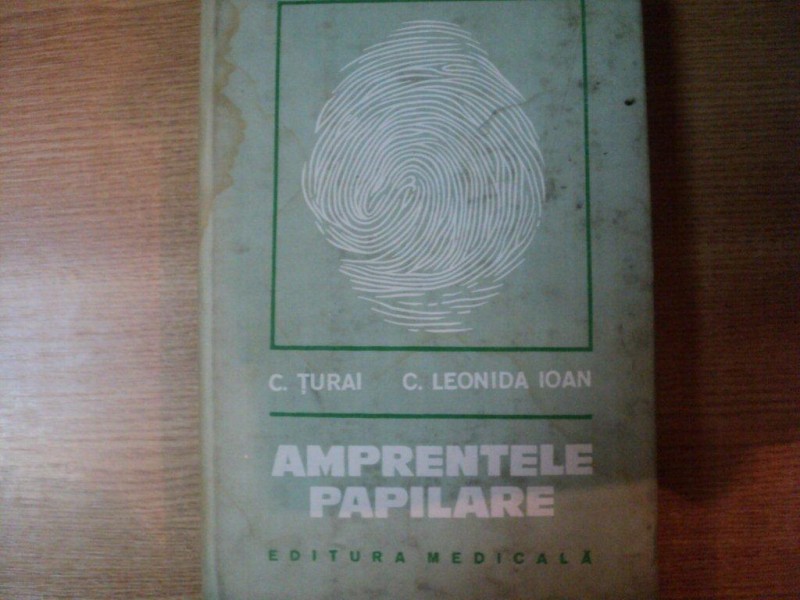 C. ȚURAI C. LEONIDA IOAN
AMPRENTELE
PAPILARE
EDITURA MEDICALĂ